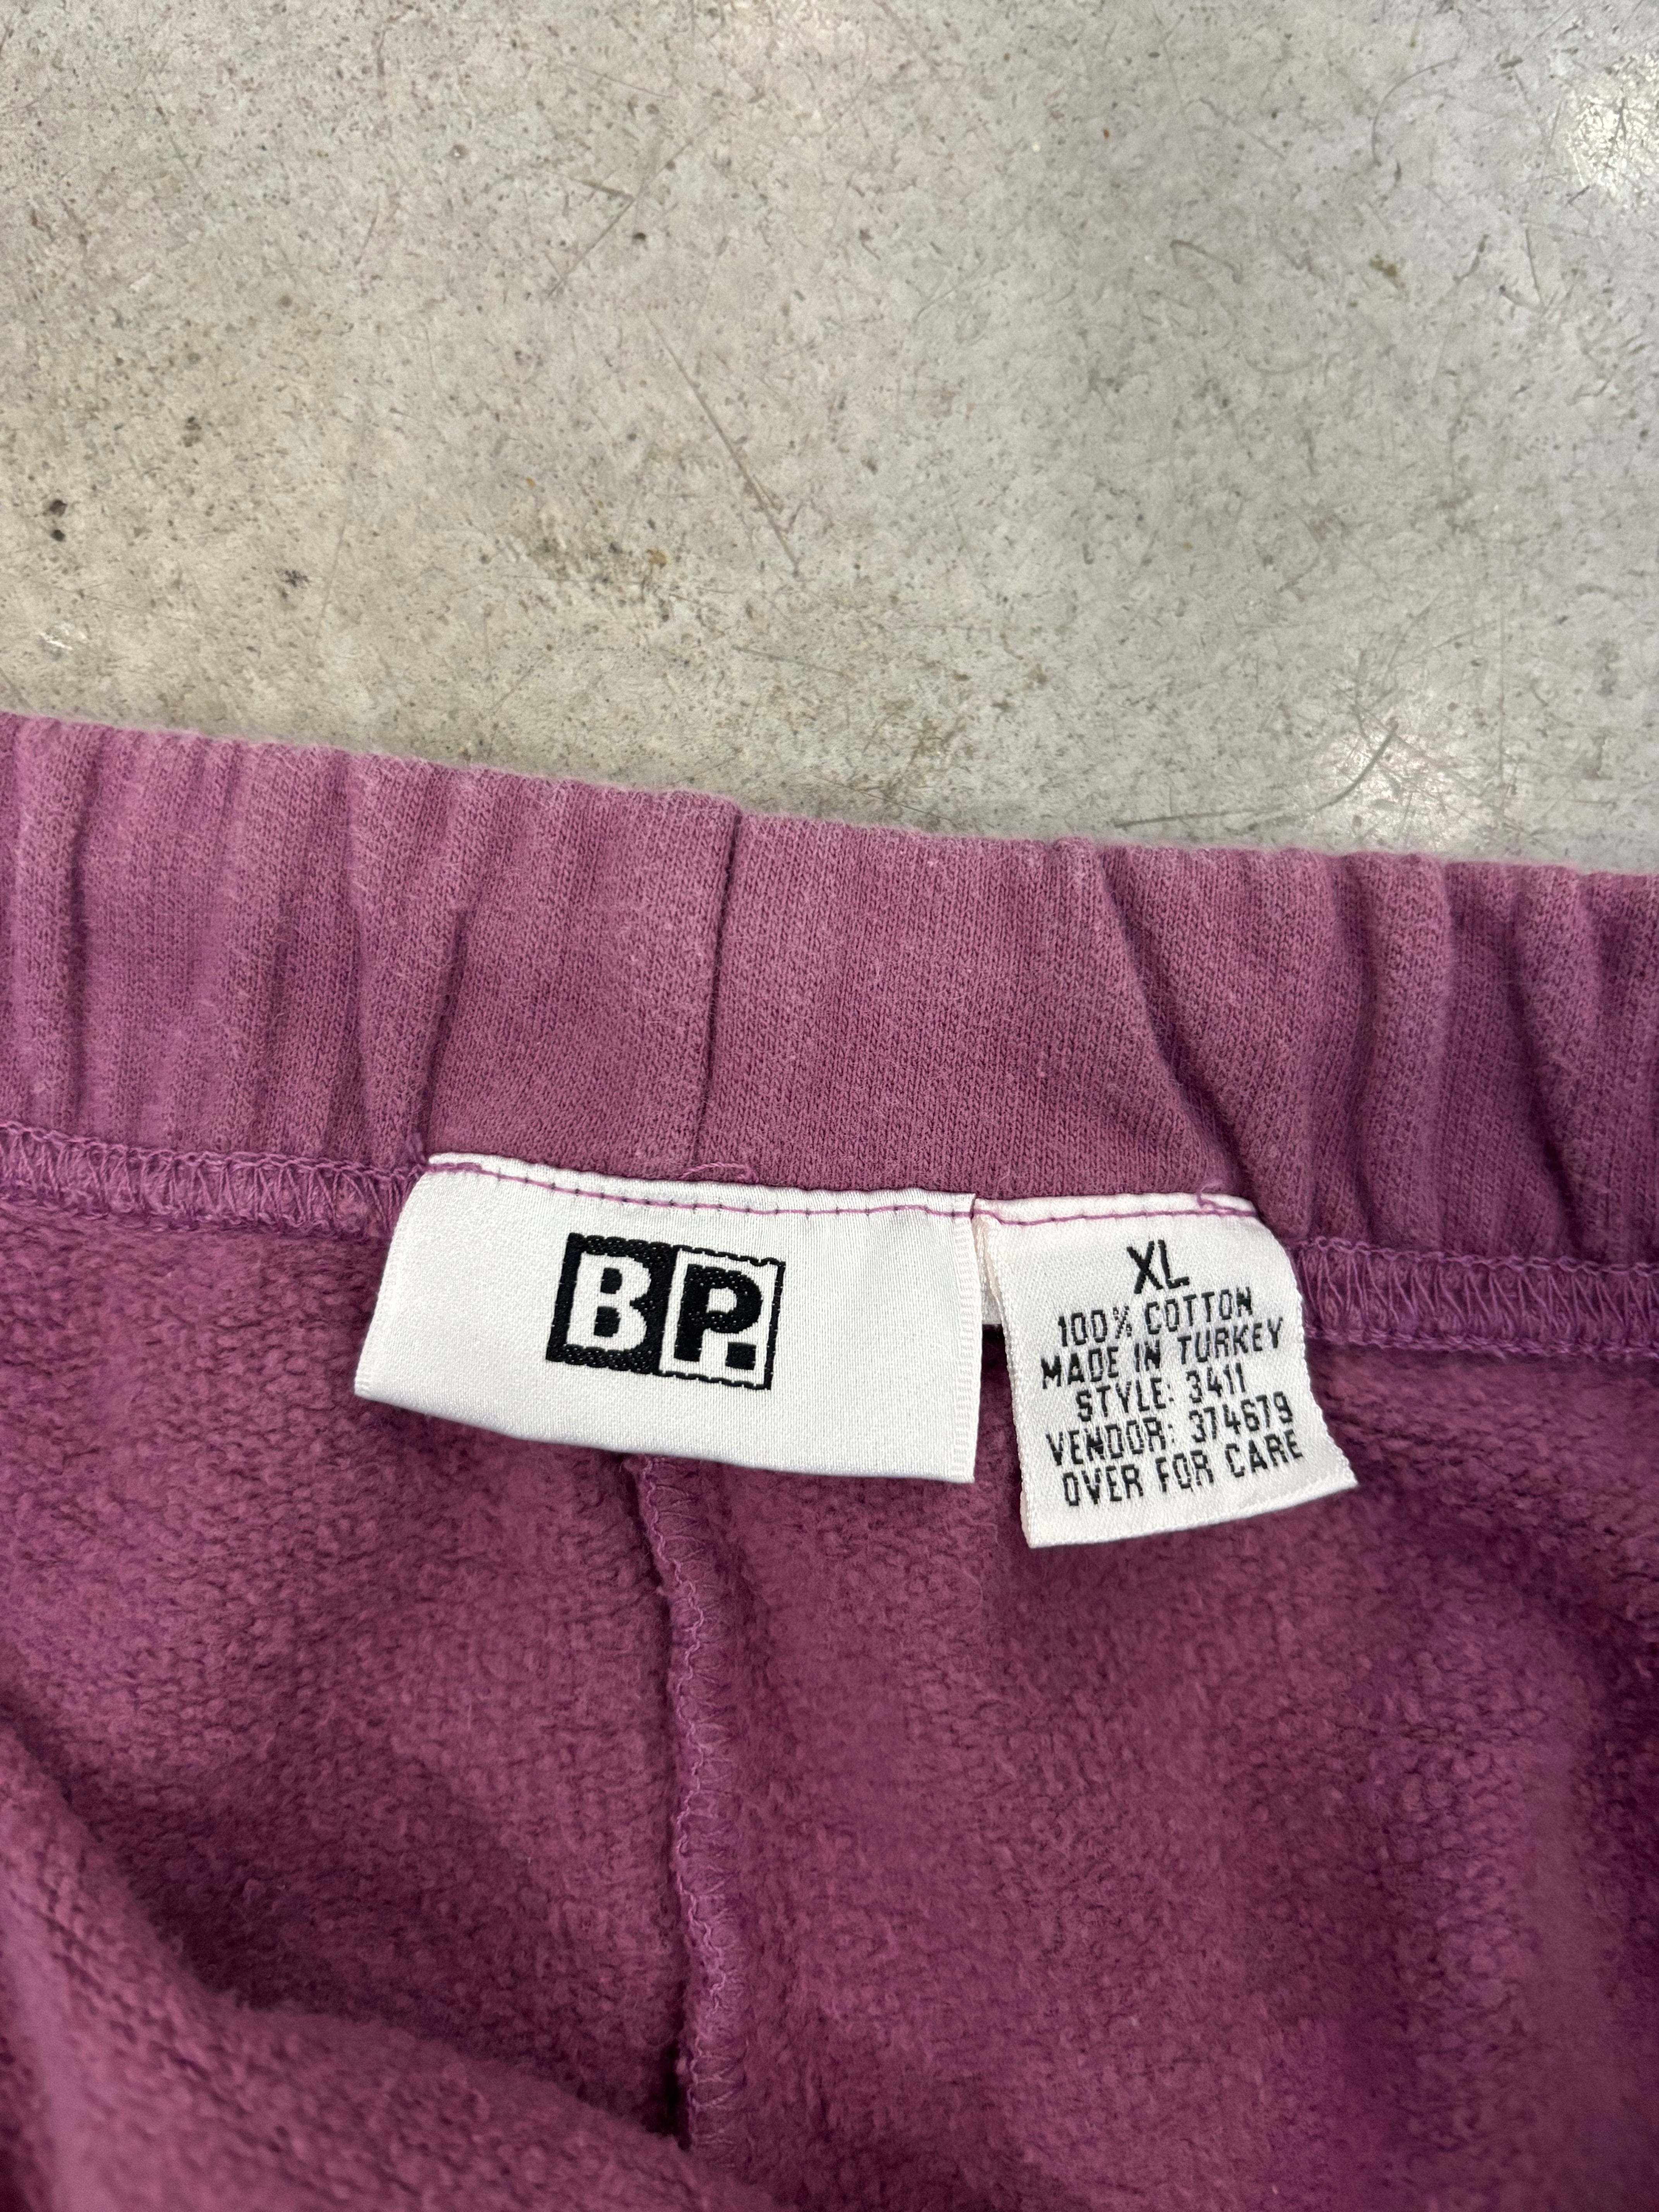 BP.
XL
100% COTTON
MADE IN TURKEY
STYLE: 3411
VENDOR: 374679
OVER FOR CARE